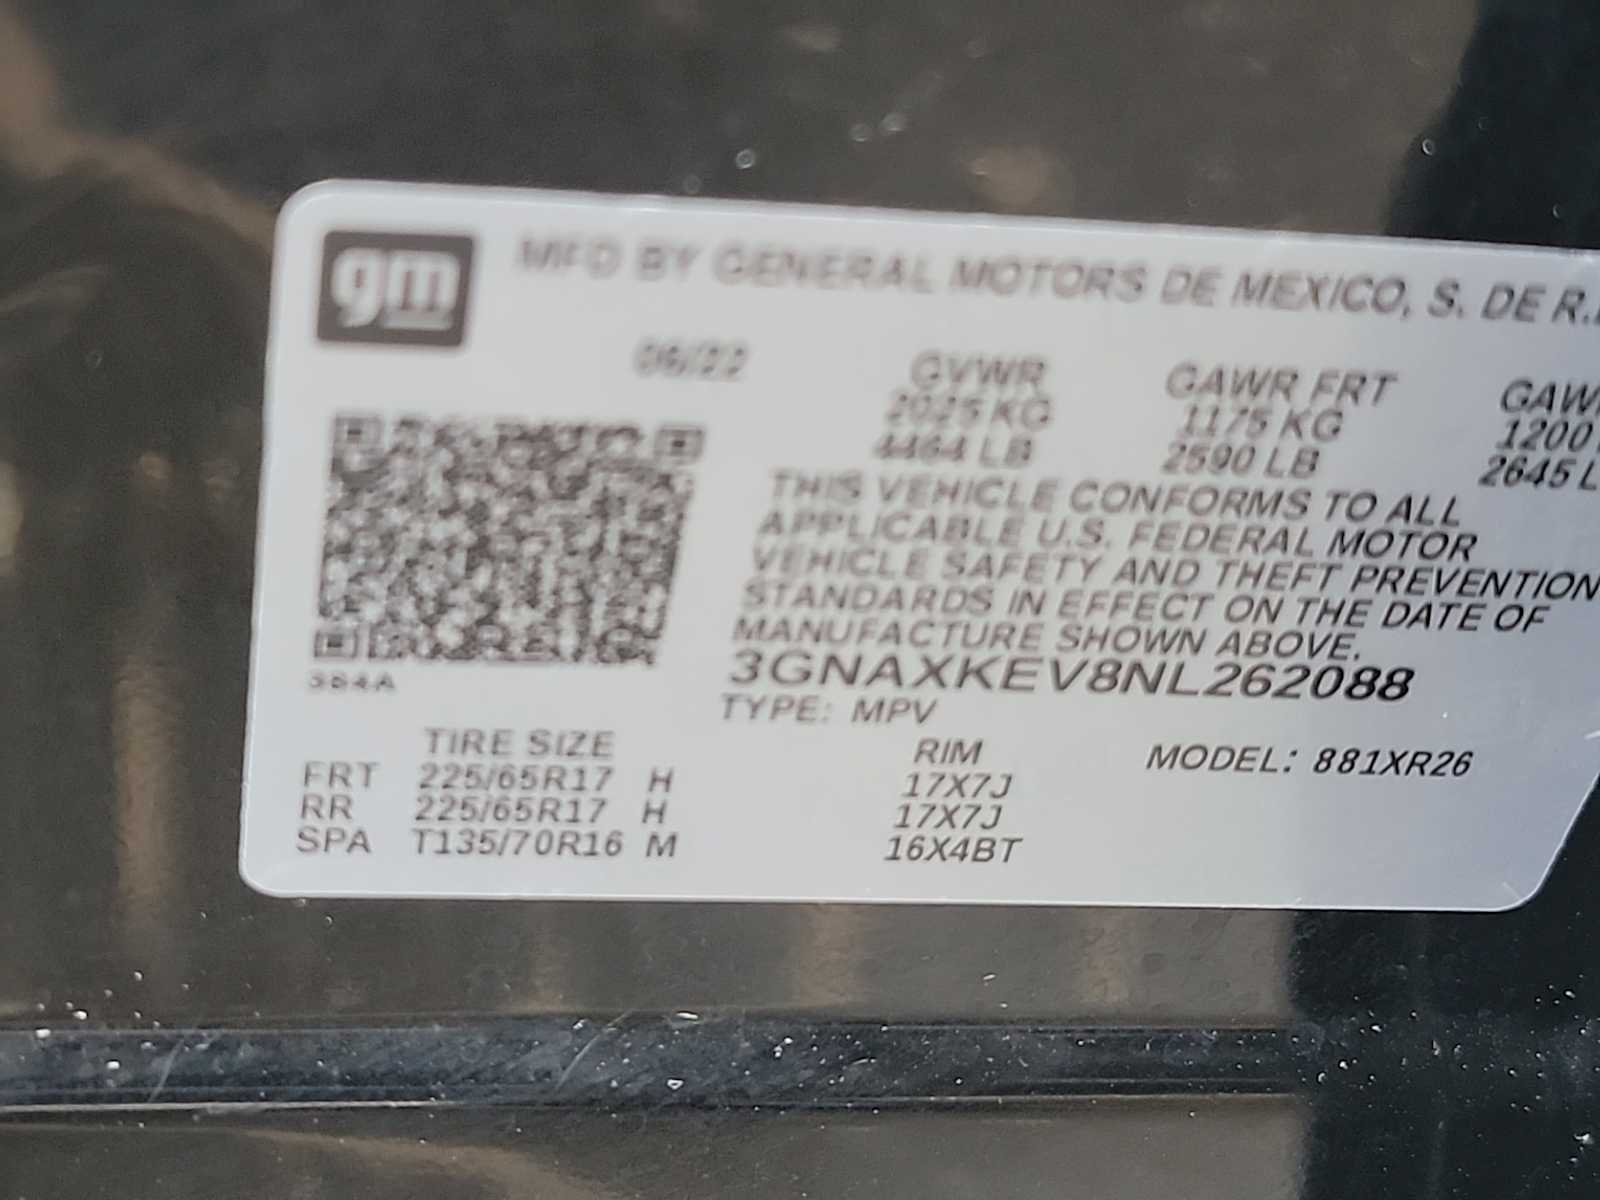 gm
MFD BY GENERAL MOTORS DE MEXICO, S. DE R.
06/22
GVWR GAWR FRT GAWR
2025 KG 1175 KG 1200
4464 LB 2590 LB 2645 L
THIS VEHICLE CONFORMS TO ALL
APPLICABLE U.S. FEDERAL MOTOR
VEHICLE SAFETY AND THEFT PREVENTION
STANDARDS IN EFFECT ON THE DATE OF
MANUFACTURE SHOWN ABOVE.
3GNAXKEV8NL262088
384A
TYPE: MPV
MODEL: 881XR26
TIRE SIZE RIM
FRT 225/65R17 H 17X7J
RR 225/65R17 H 17X7J
SPA T135/70R16 M 16X4BT